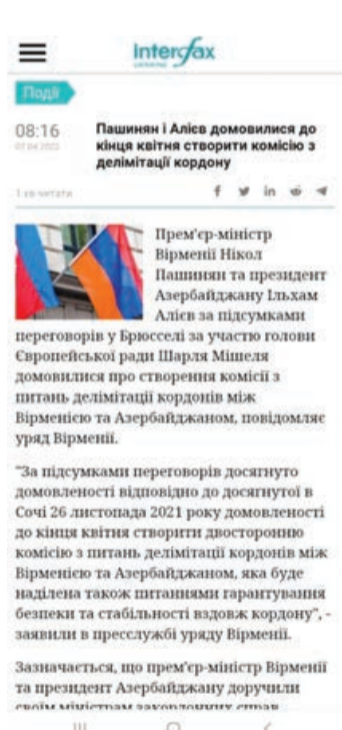 interfax
UKRAINE
Події
08:16
07.04.2022
Пашинян і Алієв домовилися до
кінця квітня створити комісію з
делімітації кордону
1 хв читати
Прем'єр-міністр
Вірменії Нікол
Пашинян та президент
Азербайджану Ільхам
Алієв за підсумками
переговорів у Брюсселі за участю голови
Європейської ради Шарля Мішеля
домовилися про створення комісії з
питань делімітації кордонів між
Вірменією та Азербайджаном, повідомляє
уряд Вірменії.
"За підсумками переговорів досягнуто
домовленості відповідно до досягнутої в
Сочі 26 листопада 2021 року домовленості
до кінця квітня створити двосторонню
комісію з питань делімітації кордонів між
Вірменією та Азербайджаном, яка буде
наділена також питаннями гарантування
безпеки та стабільності вздовж кордону", -
заявили в пресслужбі уряду Вірменії.
Зазначається, що прем'єр-міністр Вірменії
та президент Азербайджану доручили
своїм міністрам закордонних справ